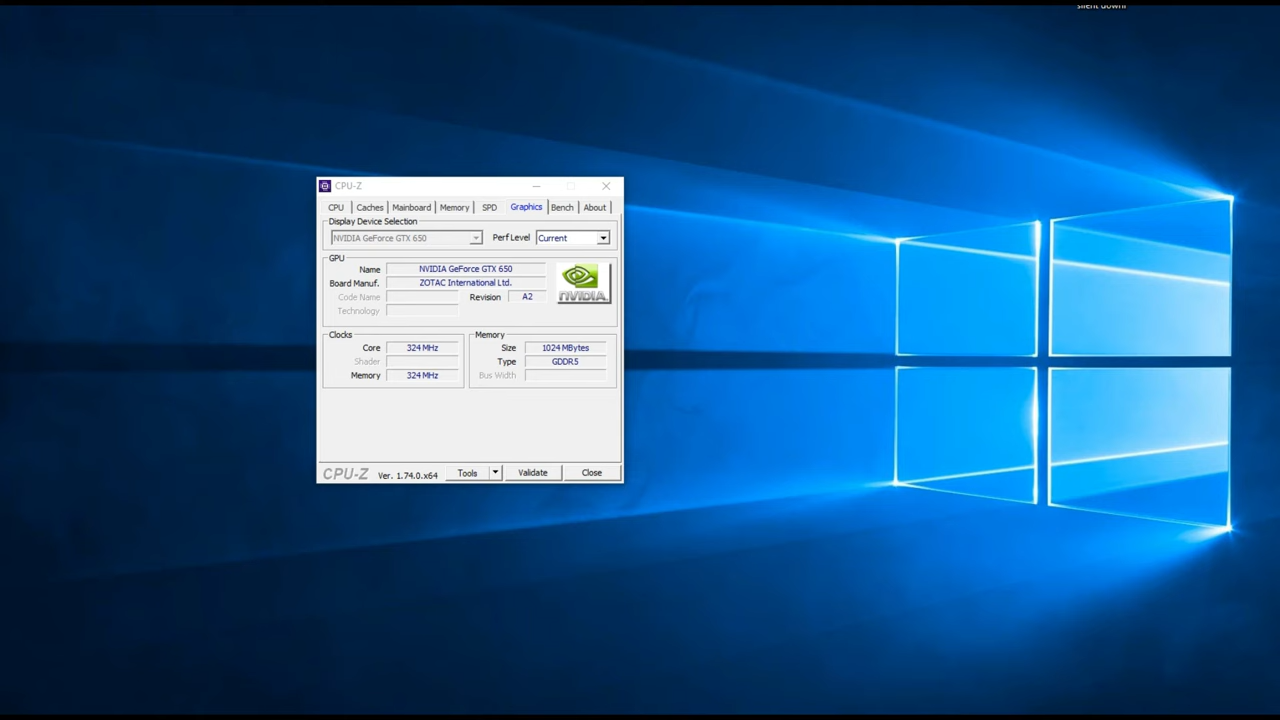 CPU-Z
CPU Caches Mainboard Memory SPD Graphics Bench About
Display Device Selection
NVIDIA GeForce GTX 650 Perf Level Current
GPU
Name NVIDIA GeForce GTX 650
Board Manuf. ZOTAC International Ltd.
Code Name Revision A2
Technology
NVIDIA.
Clocks
Core 324 MHz
Shader
Memory 324 MHz
Memory
Size 1024 MBytes
Type GDDR5
Bus Width
CPU-Z Ver. 1.74.0.x64 Tools Validate Close